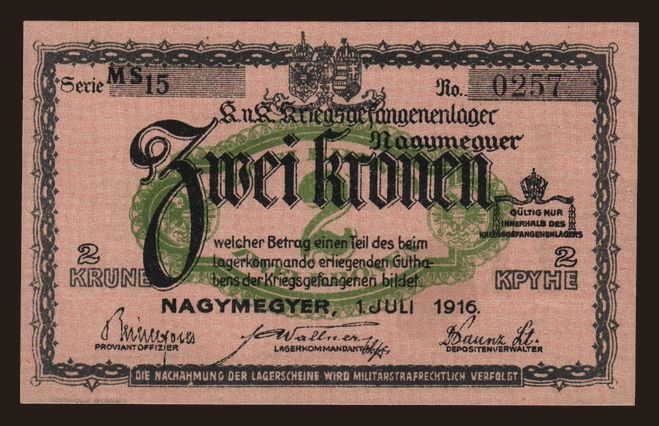 Serie MS 15
No. 0257
K.u.K. Kriegsgefangenenlager
Nagymegyer
Zwei Kronen
2
GÜLTIG NUR
INNERHALB DES
KRIEGSGEFANGENENLAGERS
welcher Betrag einen Teil des beim
Lagerkommando erliegenden Gutha-
bens der Kriegsgefangenen bildet.
2
KRUNE
2
КРУНЕ
NAGYMEGYER, 1. JULI 1916.
Wallner
PROVIANTOFFIZIER
LAGERKOMMANDANT
DEPOSITENVERWALTER
DIE NACHAHMUNG DER LAGERSCHEINE WIRD MILITÄRSTRAFRECHTLICH VERFOLGT